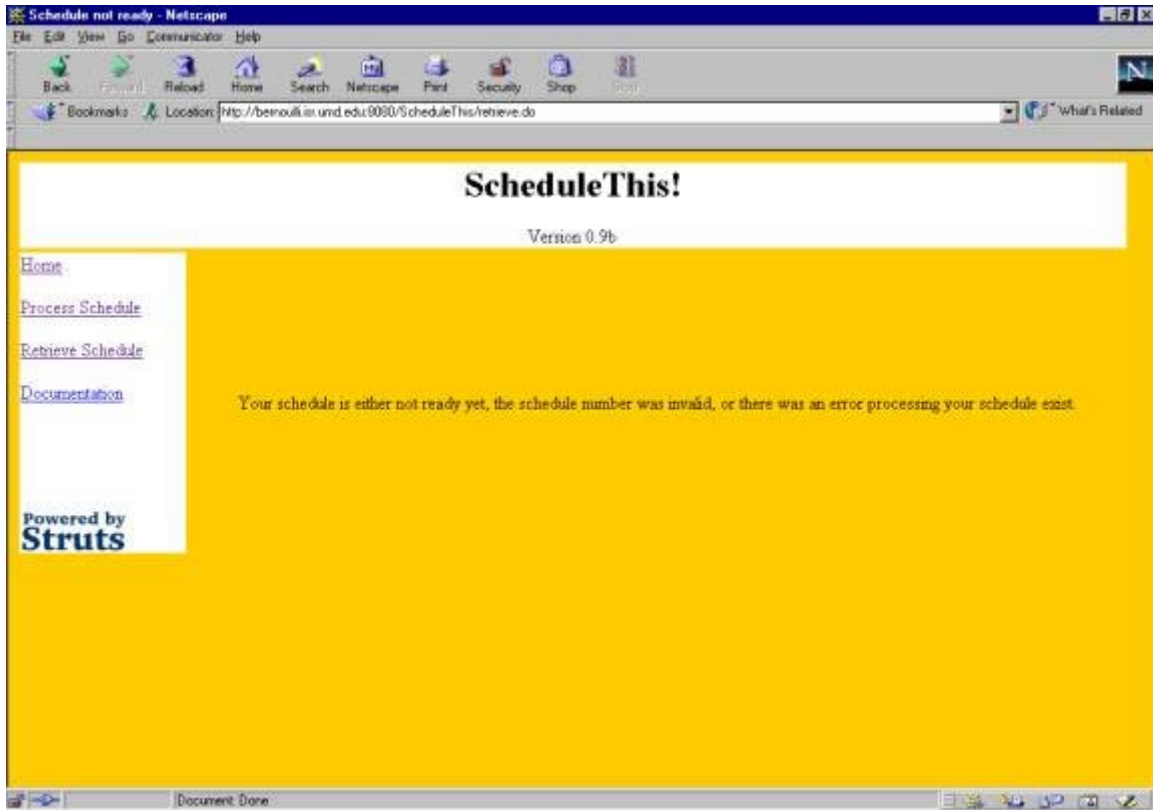 Schedule not ready - Netscape
File Edit View Go Communicator Help
Back Forward Reload Home Search Netscape Print Security Shop Stop
Bookmarks Location: http://bernoulli.isr.umd.edu:8080/ScheduleThis/retrieve.do What's Related
ScheduleThis!
Version 0.9b
Home
Process Schedule
Retrieve Schedule
Documentation
Your schedule is either not ready yet, the schedule number was invalid, or there was an error processing your schedule exist.
Powered by
Struts
N
Document: Done